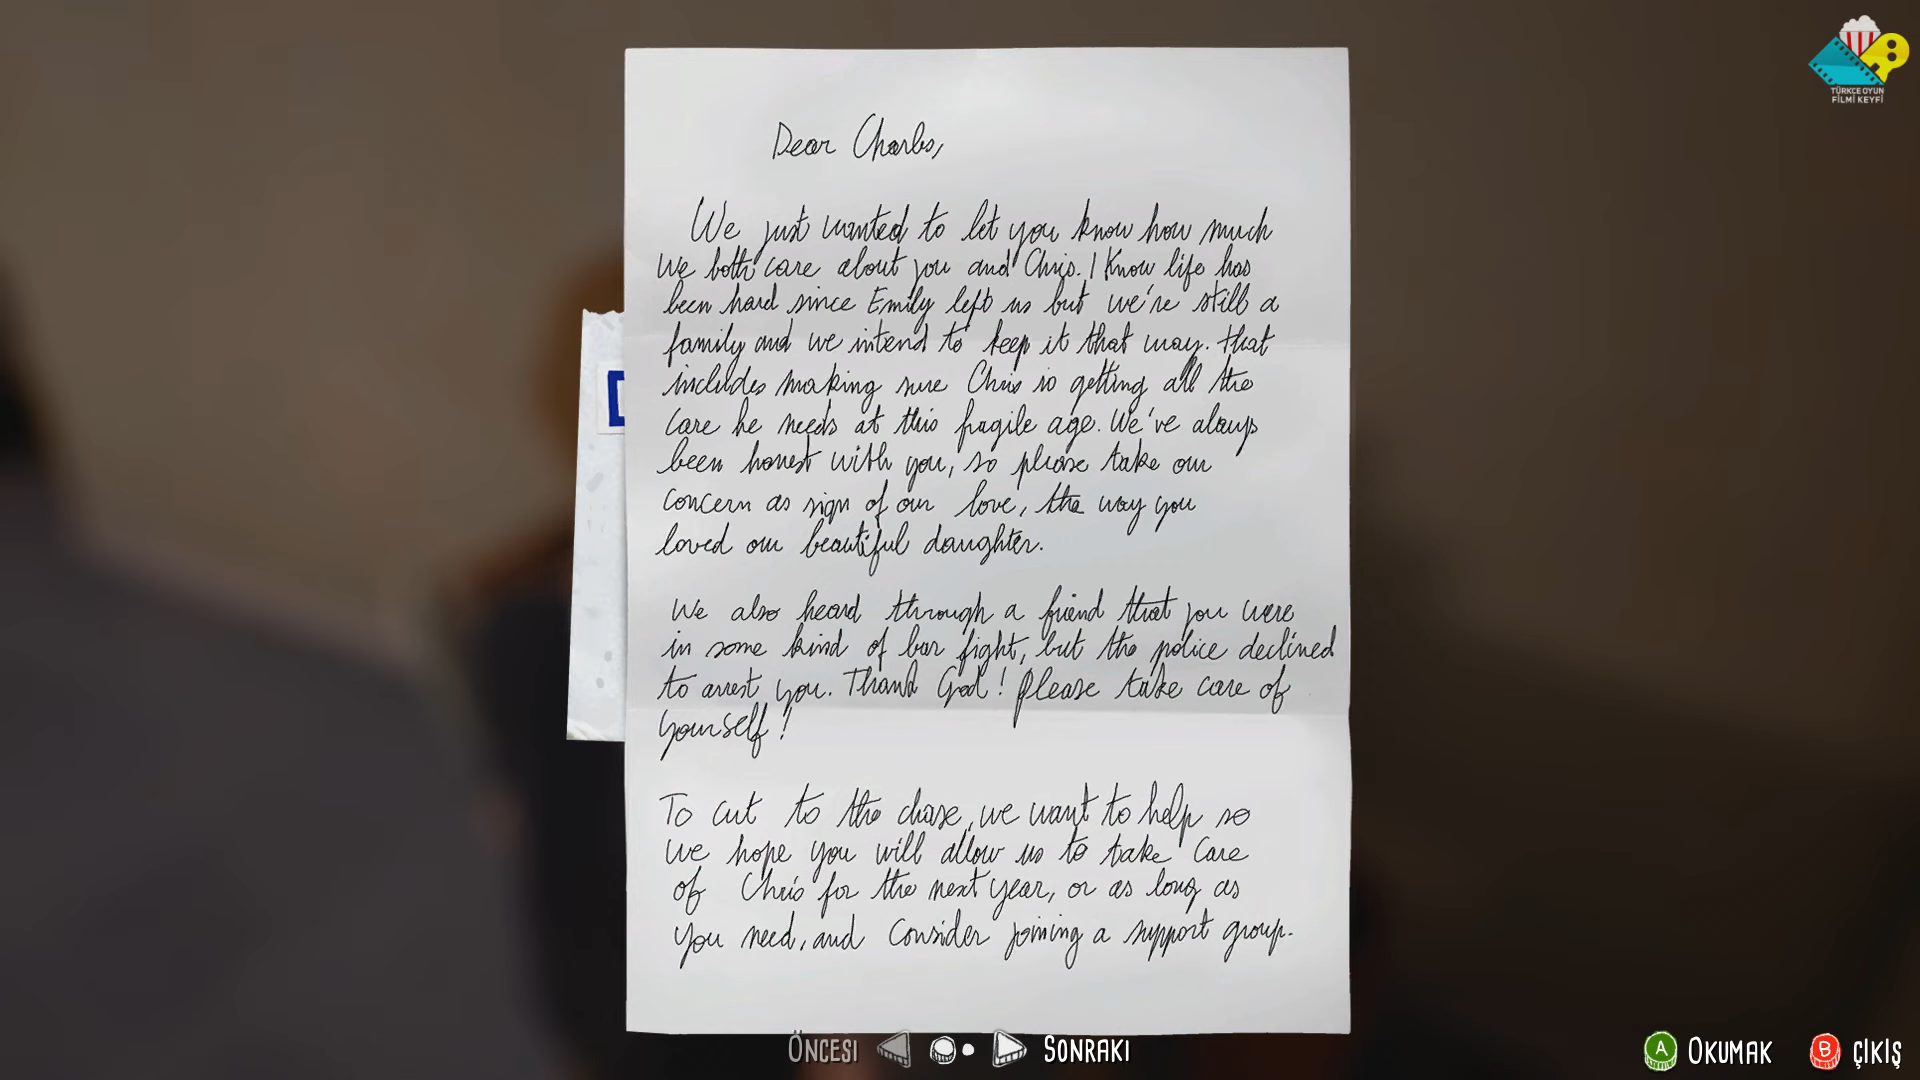 TÜRKÇE OYUN
FİLMİ KEYFİ
Dear Charles,
We just wanted to let you know how much
We both care about you and Chris. I Know life has
been hard since Emily left us but we're still a
family and we intend to keep it that way. That
includes making sure Chris is getting all the
care he needs at this fragile age. We've always
been honest with you, so please take our
concern as sign of our love, the way you
loved our beautiful daughter.
We also heard through a friend that you were
in some kind of bar fight, but the police declined
to arrest you. Thank God! please take care of
yourself!
To cut to the chase, we want to help so
we hope you will allow us to take care
of Chris for the next year, or as long as
you need, and consider joining a support group.
ÖNCESI SONRAKI
A OKUMAK B ÇIKIŞ